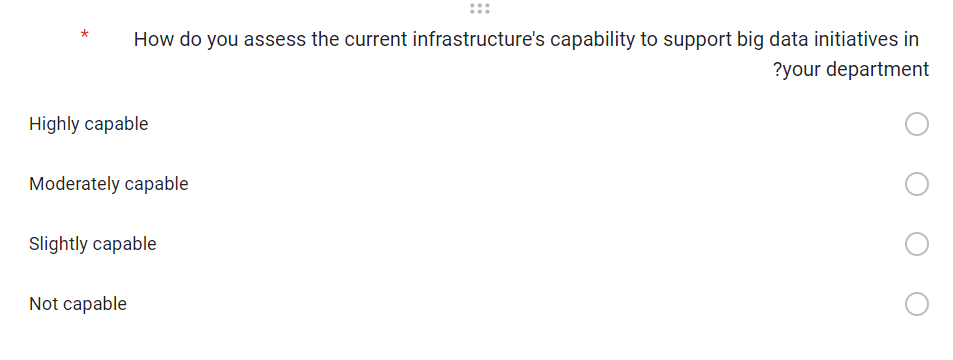 * How do you assess the current infrastructure's capability to support big data initiatives in
?your department
Highly capable
Moderately capable
Slightly capable
Not capable